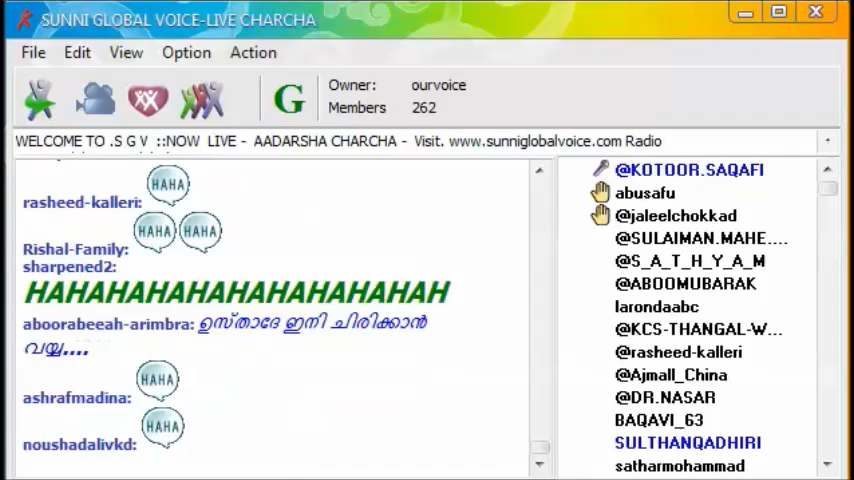 SUNNI GLOBAL VOICE-LIVE CHARCHA
File Edit View Option Action
G
Owner: ourvoice
Members 262
WELCOME TO .S G V ::NOW LIVE - AADARSHA CHARCHA - Visit. www.sunniglobalvoice.com Radio
rasheed-kalleri: HAHA
Rishal-Family: HAHA HAHA
sharpened2:
HAHAHAHAHAHAHAHAHAHAH
aboorabeeah-arimbra: ഉസ്താദേ ഇനി ചിരിക്കാൻ
വയ്യ....
ashrafmadina: HAHA
noushadalivkd: HAHA
@KOTOOR.SAQAFI
abusafu
@jaleelchokkad
@SULAIMAN.MAHE....
@S_A_T_H_Y_A_M
@ABOOMUBARAK
larondaabc
@KCS-THANGAL-W...
@rasheed-kalleri
@Ajmall_China
@DR.NASAR
BAQAVI_63
SULTHANQADHIRI
satharmohammad